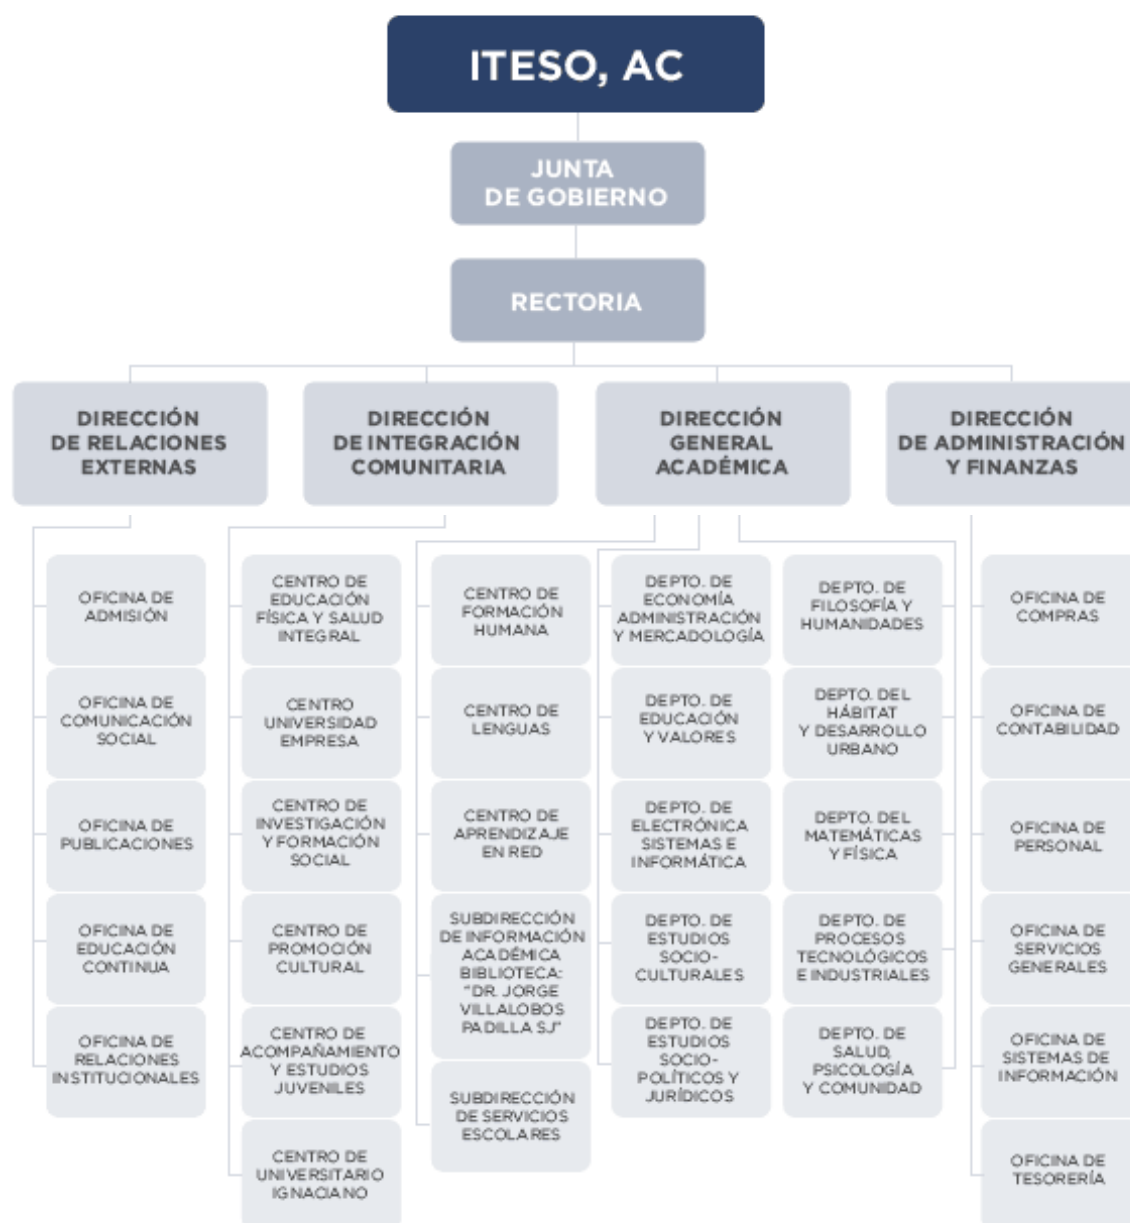 ITESO, AC
JUNTA
DE GOBIERNO
RECTORIA
DIRECCIÓN
DE RELACIONES
EXTERNAS
DIRECCIÓN
DE INTEGRACIÓN
COMUNITARIA
DIRECCIÓN
GENERAL
ACADÉMICA
DIRECCIÓN
DE ADMINISTRACIÓN
Y FINANZAS
OFICINA DE
ADMISIÓN
OFICINA DE
COMUNICACIÓN
SOCIAL
OFICINA DE
PUBLICACIONES
OFICINA DE
EDUCACIÓN
CONTINUA
OFICINA DE
RELACIONES
INSTITUCIONALES
CENTRO DE
EDUCACIÓN
FÍSICA Y SALUD
INTEGRAL
CENTRO
UNIVERSIDAD
EMPRESA
CENTRO DE
INVESTIGACIÓN
Y FORMACIÓN
SOCIAL
CENTRO DE
PROMOCIÓN
CULTURAL
CENTRO DE
ACOMPAÑAMIENTO
Y ESTUDIOS
JUVENILES
CENTRO DE
UNIVERSITARIO
IGNACIANO
CENTRO DE
FORMACIÓN
HUMANA
CENTRO DE
LENGUAS
CENTRO DE
APRENDIZAJE
EN RED
SUBDIRECCIÓN
DE INFORMACIÓN
ACADÉMICA
BIBLIOTECA:
"DR. JORGE
VILLALOBOS
PADILLA SJ"
SUBDIRECCIÓN
DE SERVICIOS
ESCOLARES
DEPTO. DE
ECONOMÍA
ADMINISTRACIÓN
Y MERCADOLOGÍA
DEPTO. DE
EDUCACIÓN
Y VALORES
DEPTO. DE
ELECTRÓNICA
SISTEMAS E
INFORMÁTICA
DEPTO. DE
ESTUDIOS
SOCIO-
CULTURALES
DEPTO. DE
ESTUDIOS
SOCIO-
POLÍTICOS Y
JURÍDICOS
DEPTO. DE
FILOSOFÍA Y
HUMANIDADES
DEPTO. DEL
HÁBITAT
Y DESARROLLO
URBANO
DEPTO. DEL
MATEMÁTICAS
Y FÍSICA
DEPTO. DE
PROCESOS
TECNOLÓGICOS
E INDUSTRIALES
DEPTO. DE
SALUD,
PSICOLOGÍA
Y COMUNIDAD
OFICINA DE
COMPRAS
OFICINA DE
CONTABILIDAD
OFICINA DE
PERSONAL
OFICINA DE
SERVICIOS
GENERALES
OFICINA DE
SISTEMAS DE
INFORMACIÓN
OFICINA DE
TESORERÍA